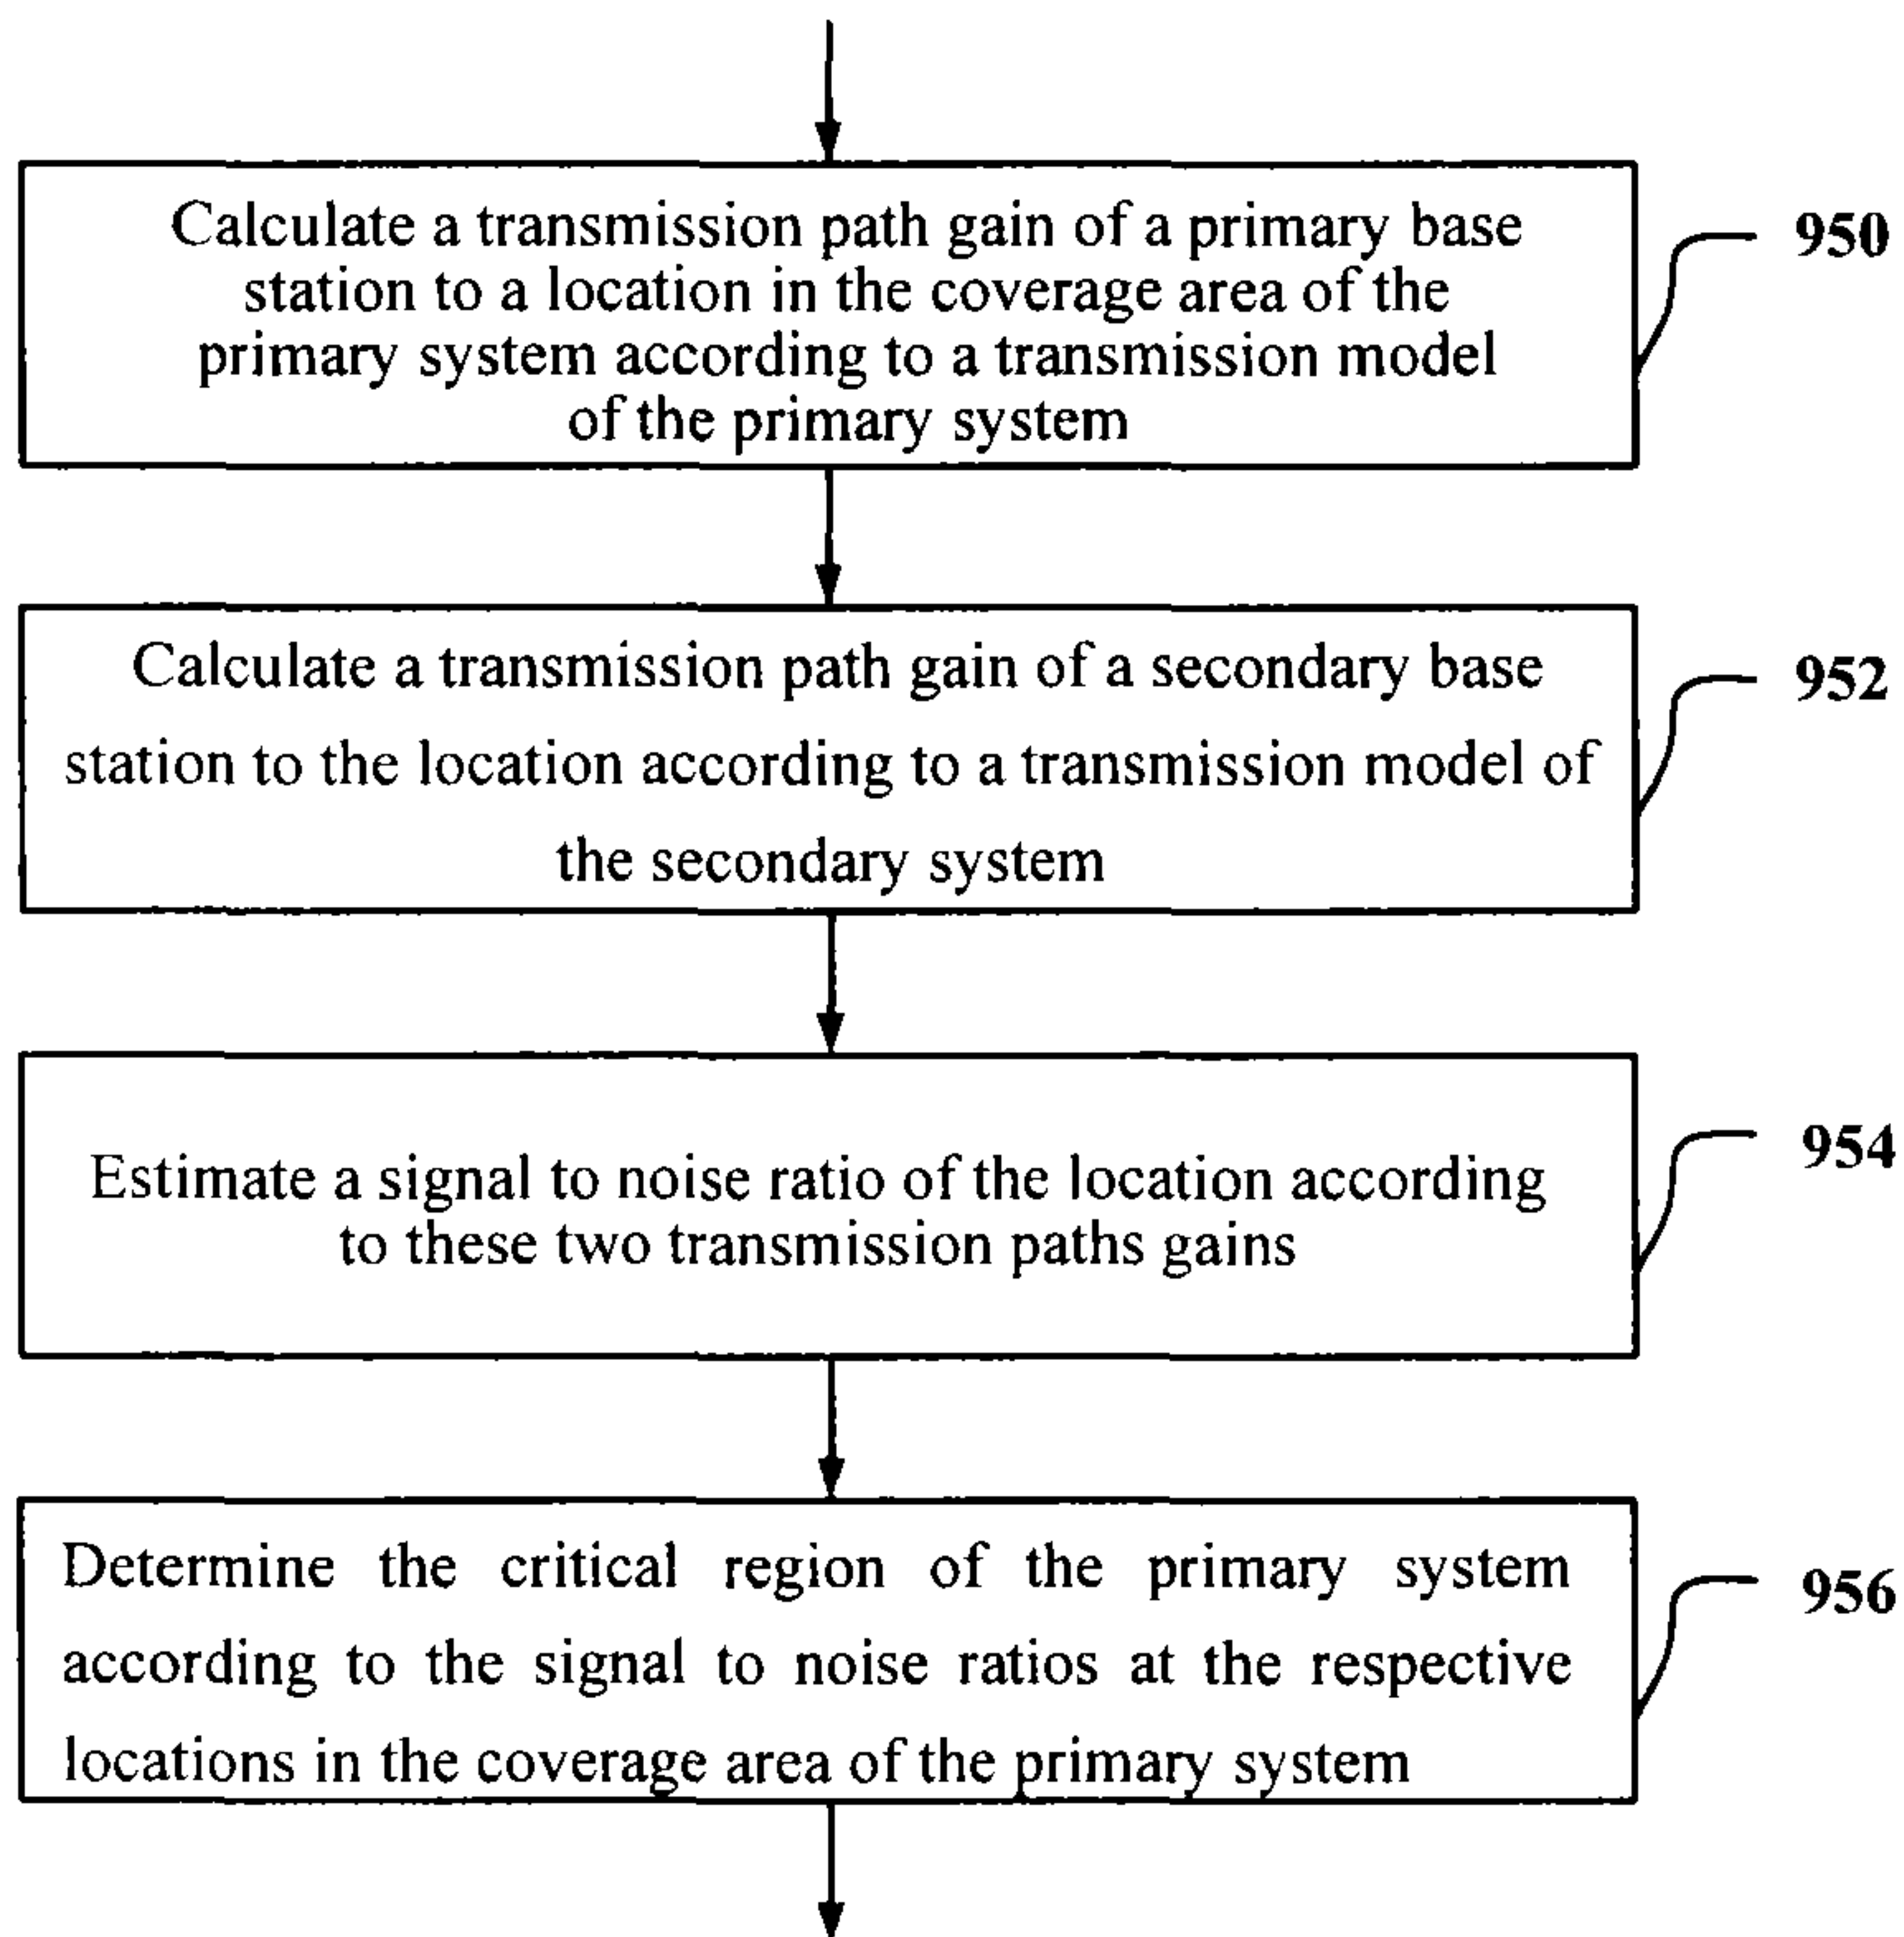 Calculate a transmission path gain of a primary base
station to a location in the coverage area of the
primary system according to a transmission model
of the primary system
950
Calculate a transmission path gain of a secondary base
station to the location according to a transmission model of
the secondary system
952
Estimate a signal to noise ratio of the location according
to these two transmission paths gains
954
Determine the critical region of the primary system
according to the signal to noise ratios at the respective
locations in the coverage area of the primary system
956